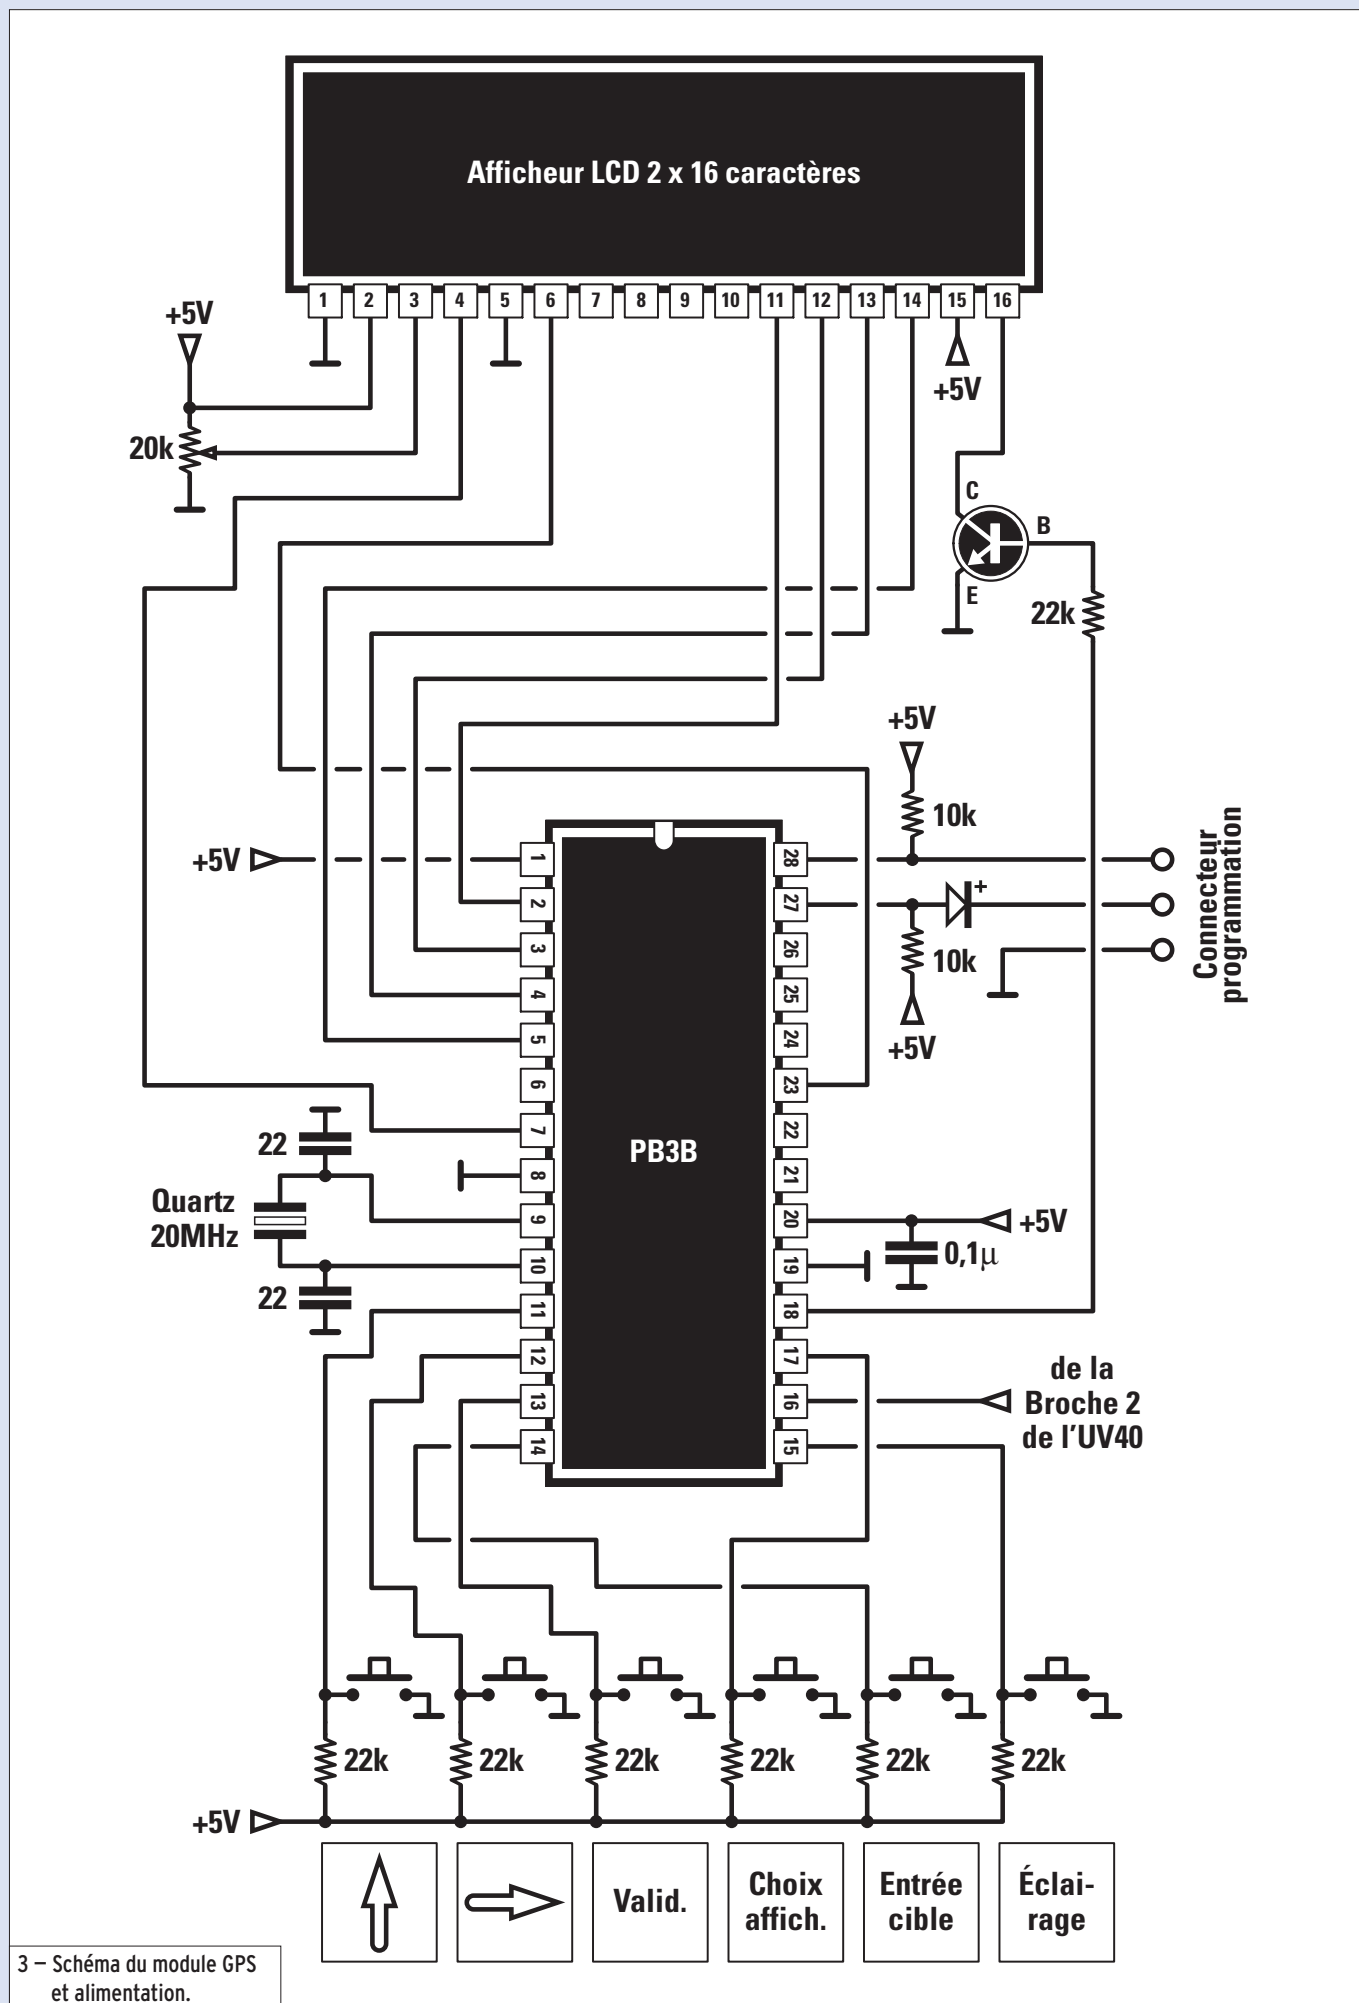 Afficheur LCD 2 x 16 caractères
1 2 3 4 5 6 7 8 9 10 11 12 13 14 15 16
+5V
+5V
20k
C
B
E
22k
+5V
10k
Connecteur
programmation
+5V
1
28
2
27
+
3
26
10k
4
25
5
24
+5V
6
23
7
22
22
PB3B
8
21
Quartz
20MHz
9
20
+5V
10
19
0,1µ
22
11
18
12
17
13
16
14
15
de la
Broche 2
de l'UV40
22k 22k 22k 22k 22k 22k
+5V
Valid.
Choix
affich.
Entrée
cible
Éclai-
rage
3 – Schéma du module GPS
et alimentation.